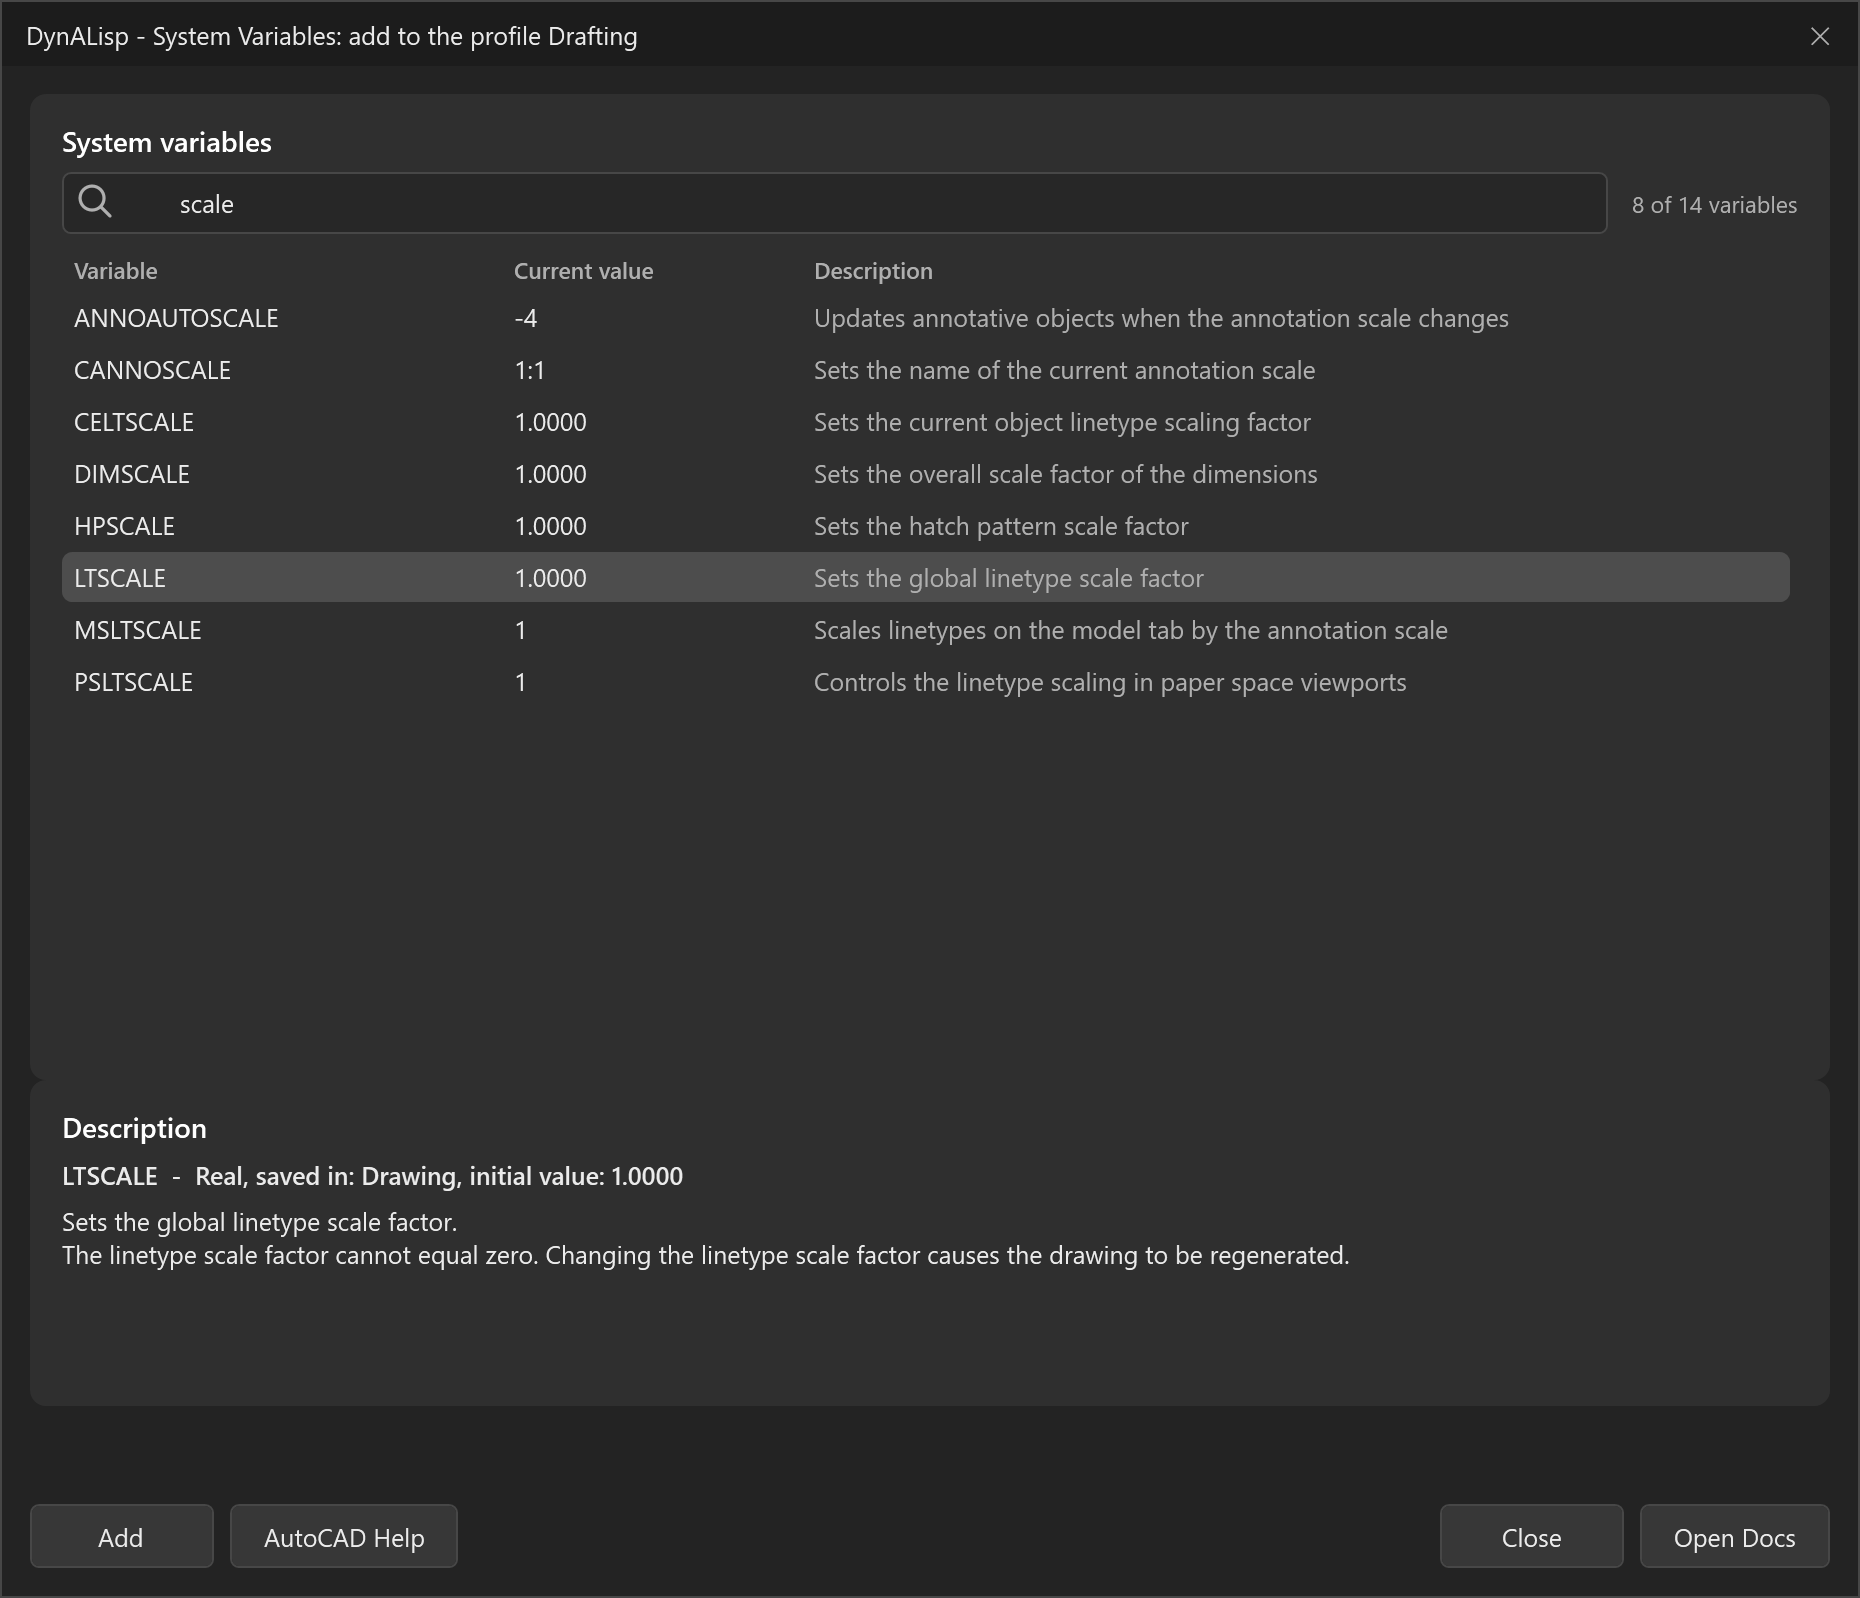 DynALisp - System Variables: add to the profile Drafting
System variables
scale
8 of 14 variables
Variable Current value Description
ANNOAUTOSCALE -4 Updates annotative objects when the annotation scale changes
CANNOSCALE 1:1 Sets the name of the current annotation scale
CELTSCALE 1.0000 Sets the current object linetype scaling factor
DIMSCALE 1.0000 Sets the overall scale factor of the dimensions
HPSCALE 1.0000 Sets the hatch pattern scale factor
LTSCALE 1.0000 Sets the global linetype scale factor
MSLTSCALE 1 Scales linetypes on the model tab by the annotation scale
PSLTSCALE 1 Controls the linetype scaling in paper space viewports
Description
LTSCALE - Real, saved in: Drawing, initial value: 1.0000
Sets the global linetype scale factor.
The linetype scale factor cannot equal zero. Changing the linetype scale factor causes the drawing to be regenerated.
Add AutoCAD Help Close Open Docs